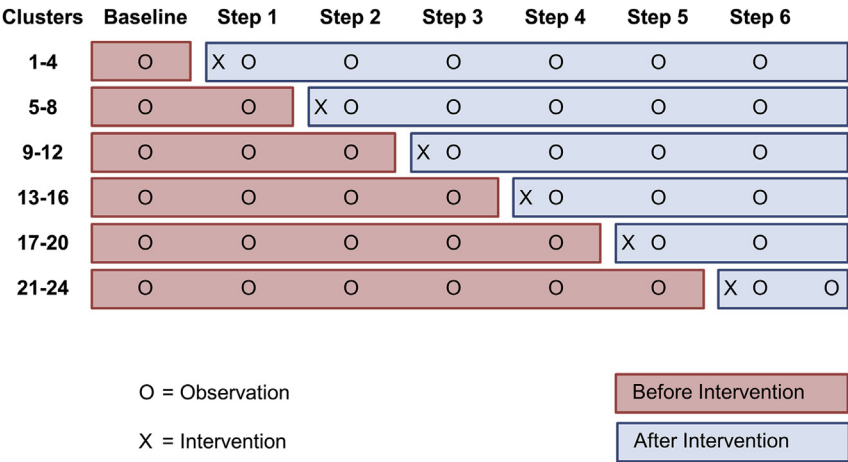 Clusters Baseline Step 1 Step 2 Step 3 Step 4 Step 5 Step 6
1-4 O X O O O O O O
5-8 O O X O O O O O
9-12 O O O X O O O O
13-16 O O O O X O O O
17-20 O O O O O X O O
21-24 O O O O O O X O O
O = Observation Before Intervention
X = Intervention After Intervention